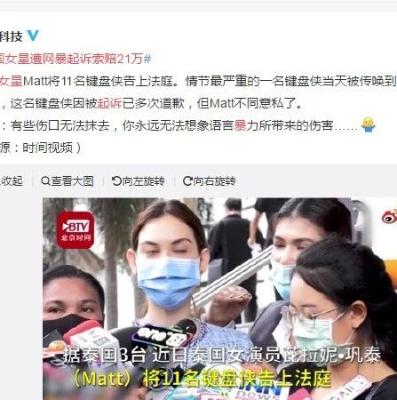 科技
国女星遭网暴起诉索赔21万#
女星Matt将11名键盘侠告上法庭。情节最严重的一名键盘侠当天被传唤到
，这名键盘侠因被起诉已多次道歉，但Matt不同意私了。
：有些伤口无法抹去，你永远无法想象语言暴力所带来的伤害……
源：时间视频）
收起 查看大图 向左旋转 向右旋转
BTV
北京时间
据泰国3台 近日泰国女演员芘拉妮·巩泰
（Matt）将11名键盘侠告上法庭